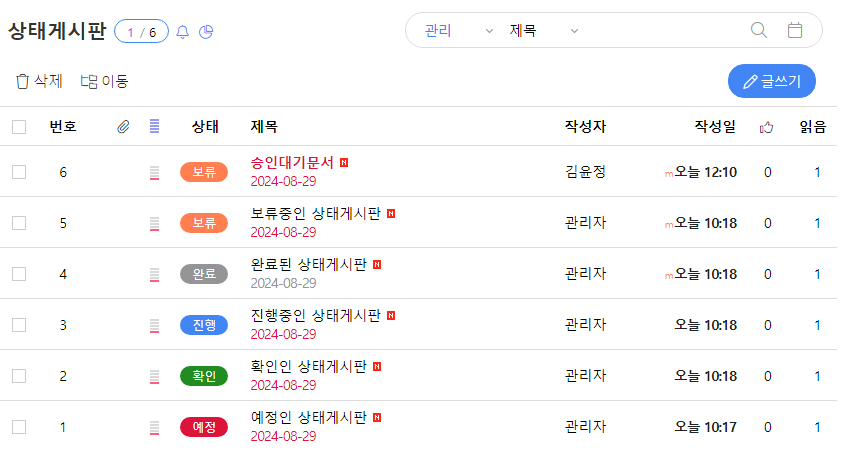 상태게시판 1 / 6 관리 제목
삭제 이동 글쓰기
번호 상태 제목 작성자 작성일 읽음
6 보류 승인대기문서 N 김윤정 m오늘 12:10 0 1
2024-08-29
5 보류 보류중인 상태게시판 N 관리자 m오늘 10:18 0 1
2024-08-29
4 완료 완료된 상태게시판 N 관리자 m오늘 10:18 0 1
2024-08-29
3 진행 진행중인 상태게시판 N 관리자 오늘 10:18 0 1
2024-08-29
2 확인 확인인 상태게시판 N 관리자 오늘 10:18 0 1
2024-08-29
1 예정 예정인 상태게시판 N 관리자 오늘 10:17 0 1
2024-08-29